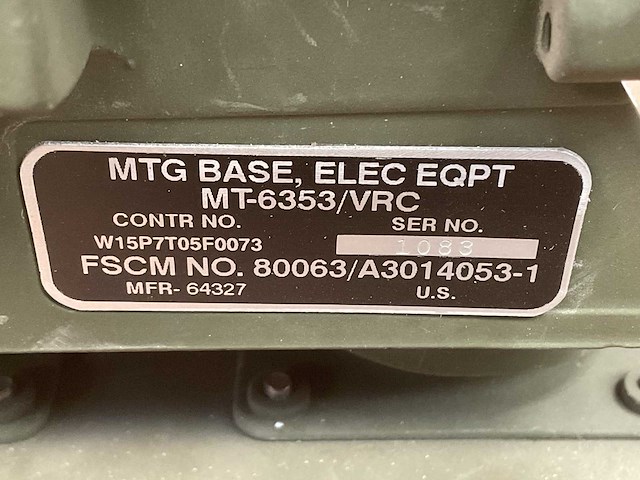 MTG BASE, ELEC EQPT
MT-6353/VRC
CONTR NO. SER NO.
W15P7T05F0073 1083
FSCM NO. 80063/A3014053-1
MFR- 64327 U.S.